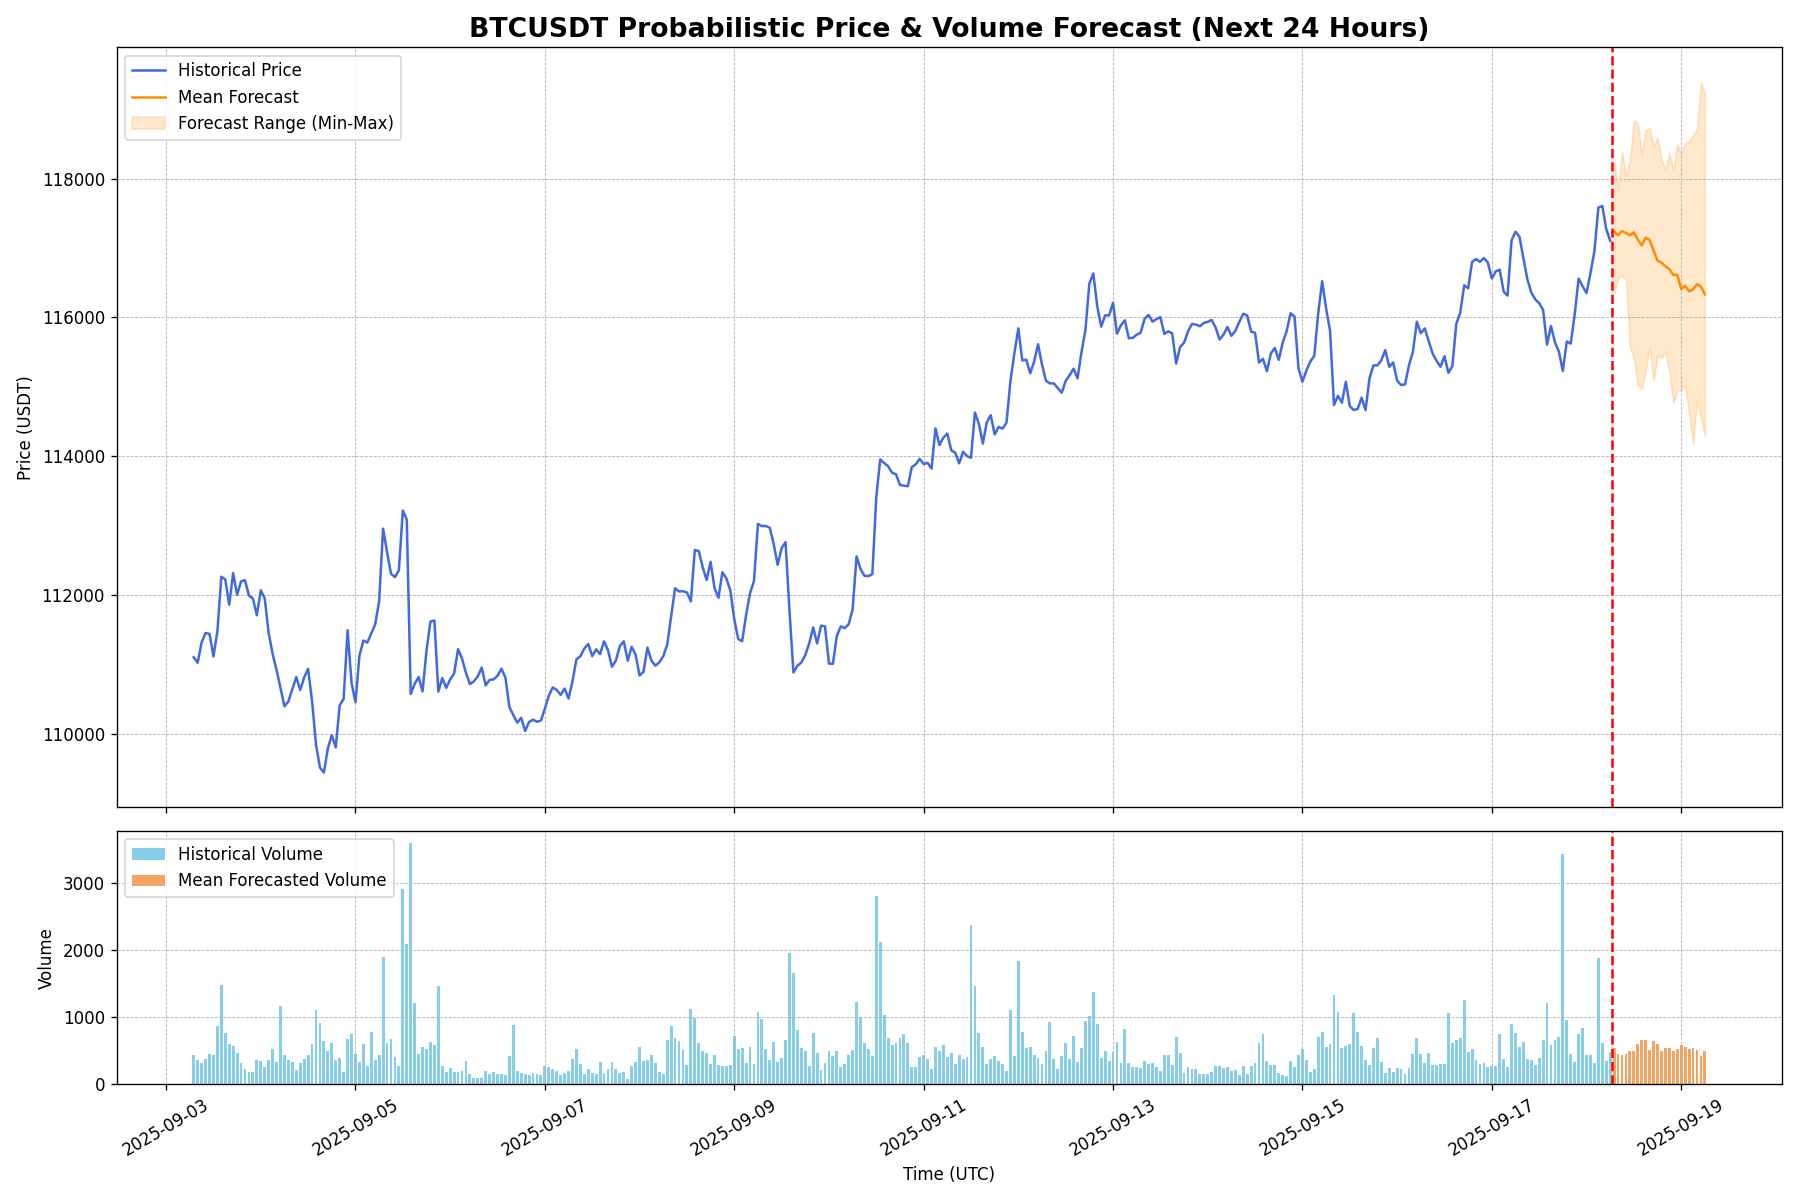 BTCUSDT Probabilistic Price & Volume Forecast (Next 24 Hours)
Historical Price
Mean Forecast
Forecast Range (Min-Max)
118000
116000
114000
112000
110000
Price (USDT)
Historical Volume
Mean Forecasted Volume
3000
2000
1000
0
Volume
2025-09-03
2025-09-05
2025-09-07
2025-09-09
2025-09-11
2025-09-13
2025-09-15
2025-09-17
2025-09-19
Time (UTC)